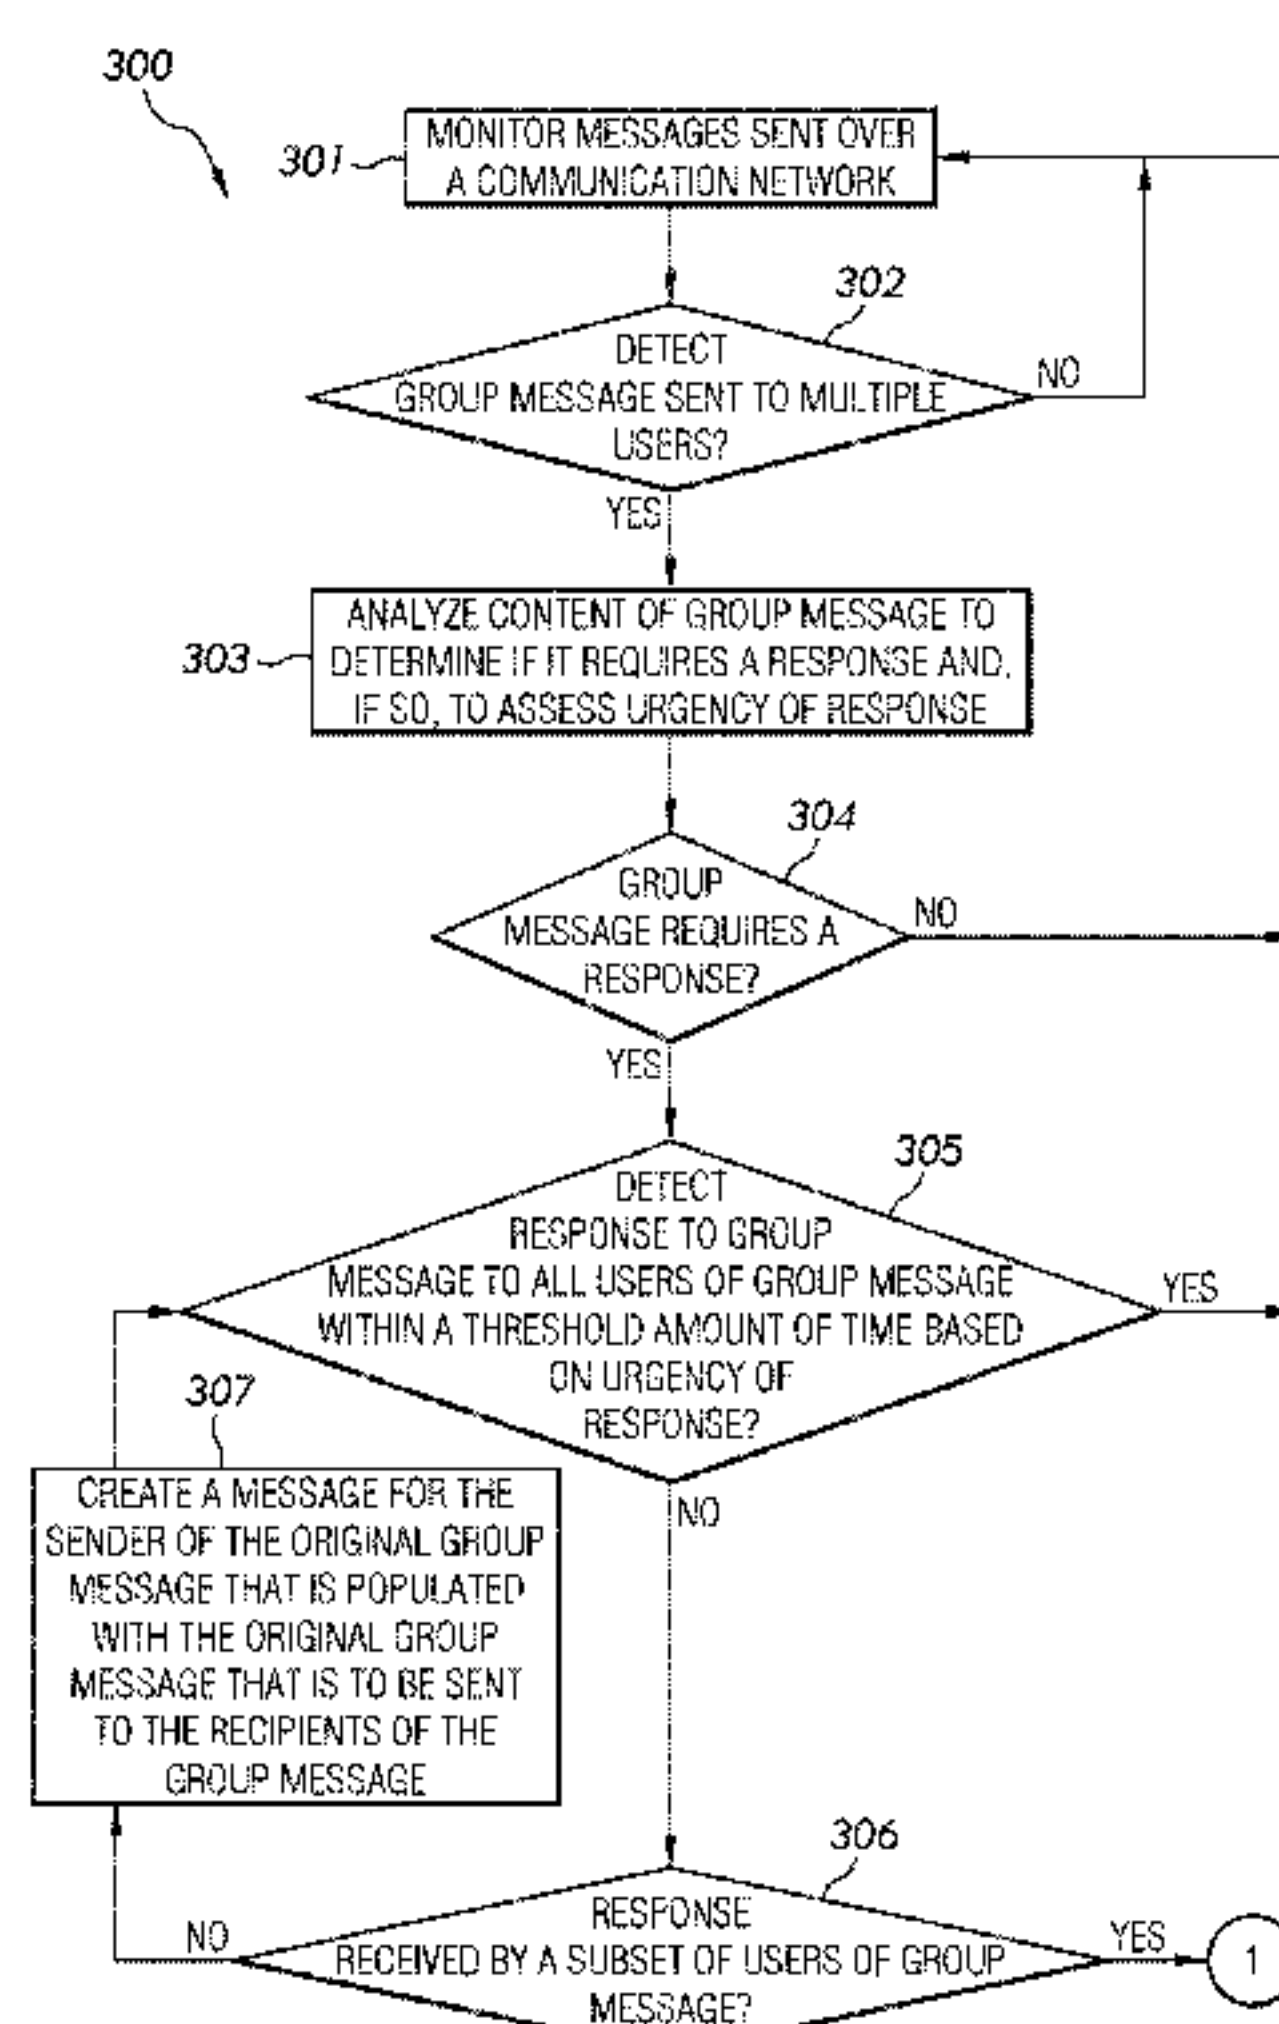 300
301
MONITOR MESSAGES SENT OVER
A COMMUNICATION NETWORK
302
DETECT
GROUP MESSAGE SENT TO MULTIPLE
USERS?
NO
YES
303
ANALYZE CONTENT OF GROUP MESSAGE TO
DETERMINE IF IT REQUIRES A RESPONSE AND,
IF SO, TO ASSESS URGENCY OF RESPONSE
304
GROUP
MESSAGE REQUIRES A
RESPONSE?
NO
YES
305
DETECT
RESPONSE TO GROUP
MESSAGE TO ALL USERS OF GROUP MESSAGE
WITHIN A THRESHOLD AMOUNT OF TIME BASED
ON URGENCY OF
RESPONSE?
YES
NO
307
CREATE A MESSAGE FOR THE
SENDER OF THE ORIGINAL GROUP
MESSAGE THAT IS POPULATED
WITH THE ORIGINAL GROUP
MESSAGE THAT IS TO BE SENT
TO THE RECIPIENTS OF THE
GROUP MESSAGE
306
RESPONSE
RECEIVED BY A SUBSET OF USERS OF GROUP
MESSAGE?
NO
YES
1